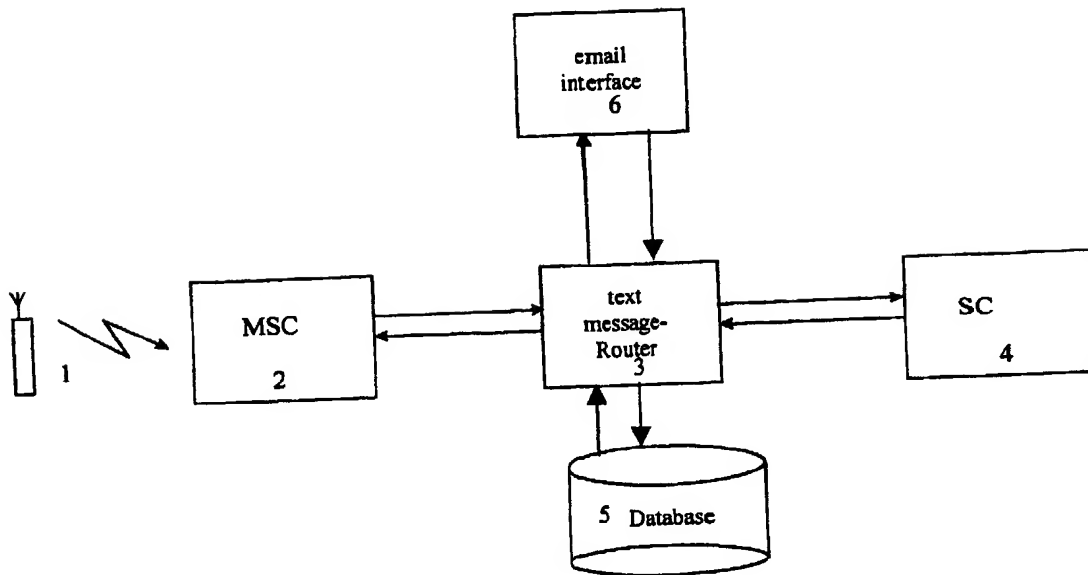 email
interface
6
1
MSC
2
text
message-
Router
3
SC
4
5 Database